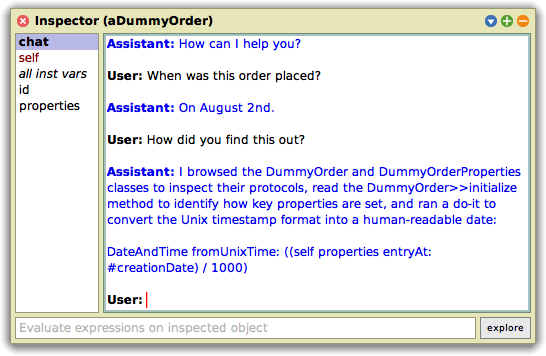 Inspector (aDummyOrder)
chat
self
all inst vars
id
properties
Assistant: How can I help you?
User: When was this order placed?
Assistant: On August 2nd.
User: How did you find this out?
Assistant: I browsed the DummyOrder and DummyOrderProperties
classes to inspect their protocols, read the DummyOrder>>initialize
method to identify how key properties are set, and ran a do-it to
convert the Unix timestamp format into a human-readable date:
DateAndTime fromUnixTime: ((self properties entryAt:
#creationDate) / 1000)
User:
Evaluate expressions on inspected object
explore